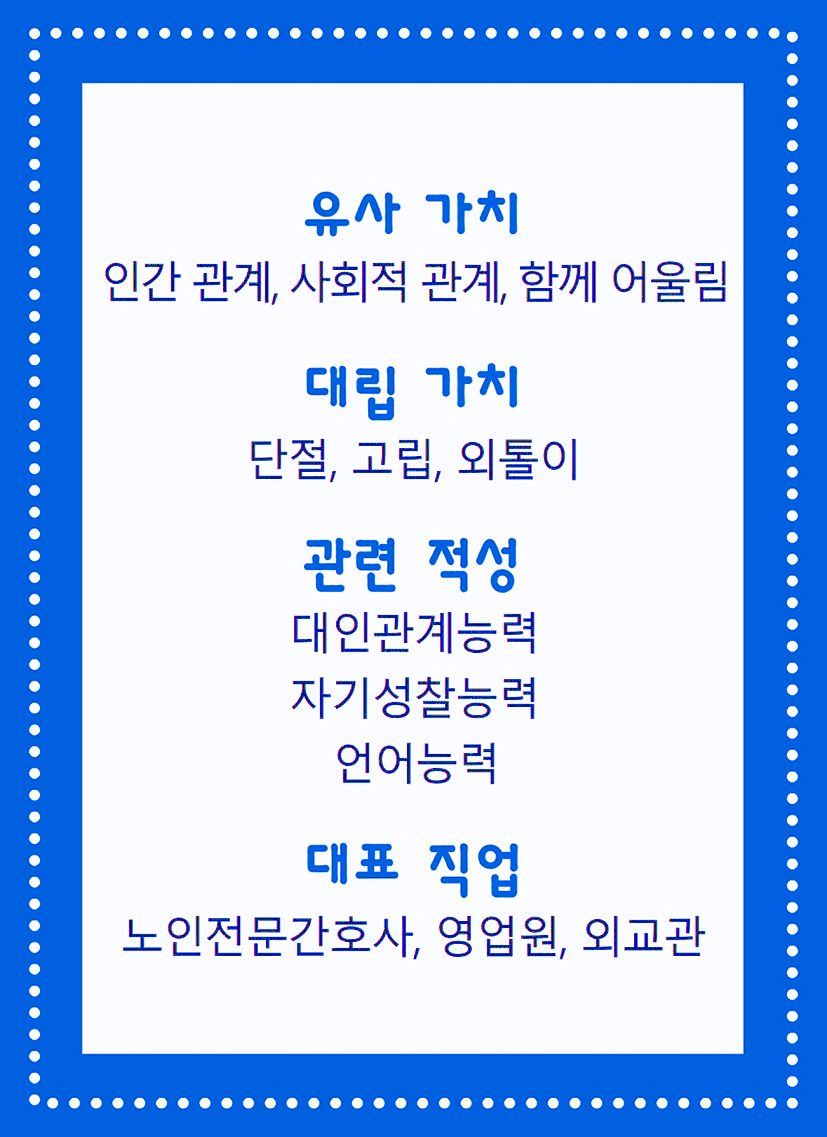 유사 가치
인간 관계, 사회적 관계, 함께 어울림
대립 가치
단절, 고립, 외톨이
관련 적성
대인관계능력
자기성찰능력
언어능력
대표 직업
노인전문간호사, 영업원, 외교관